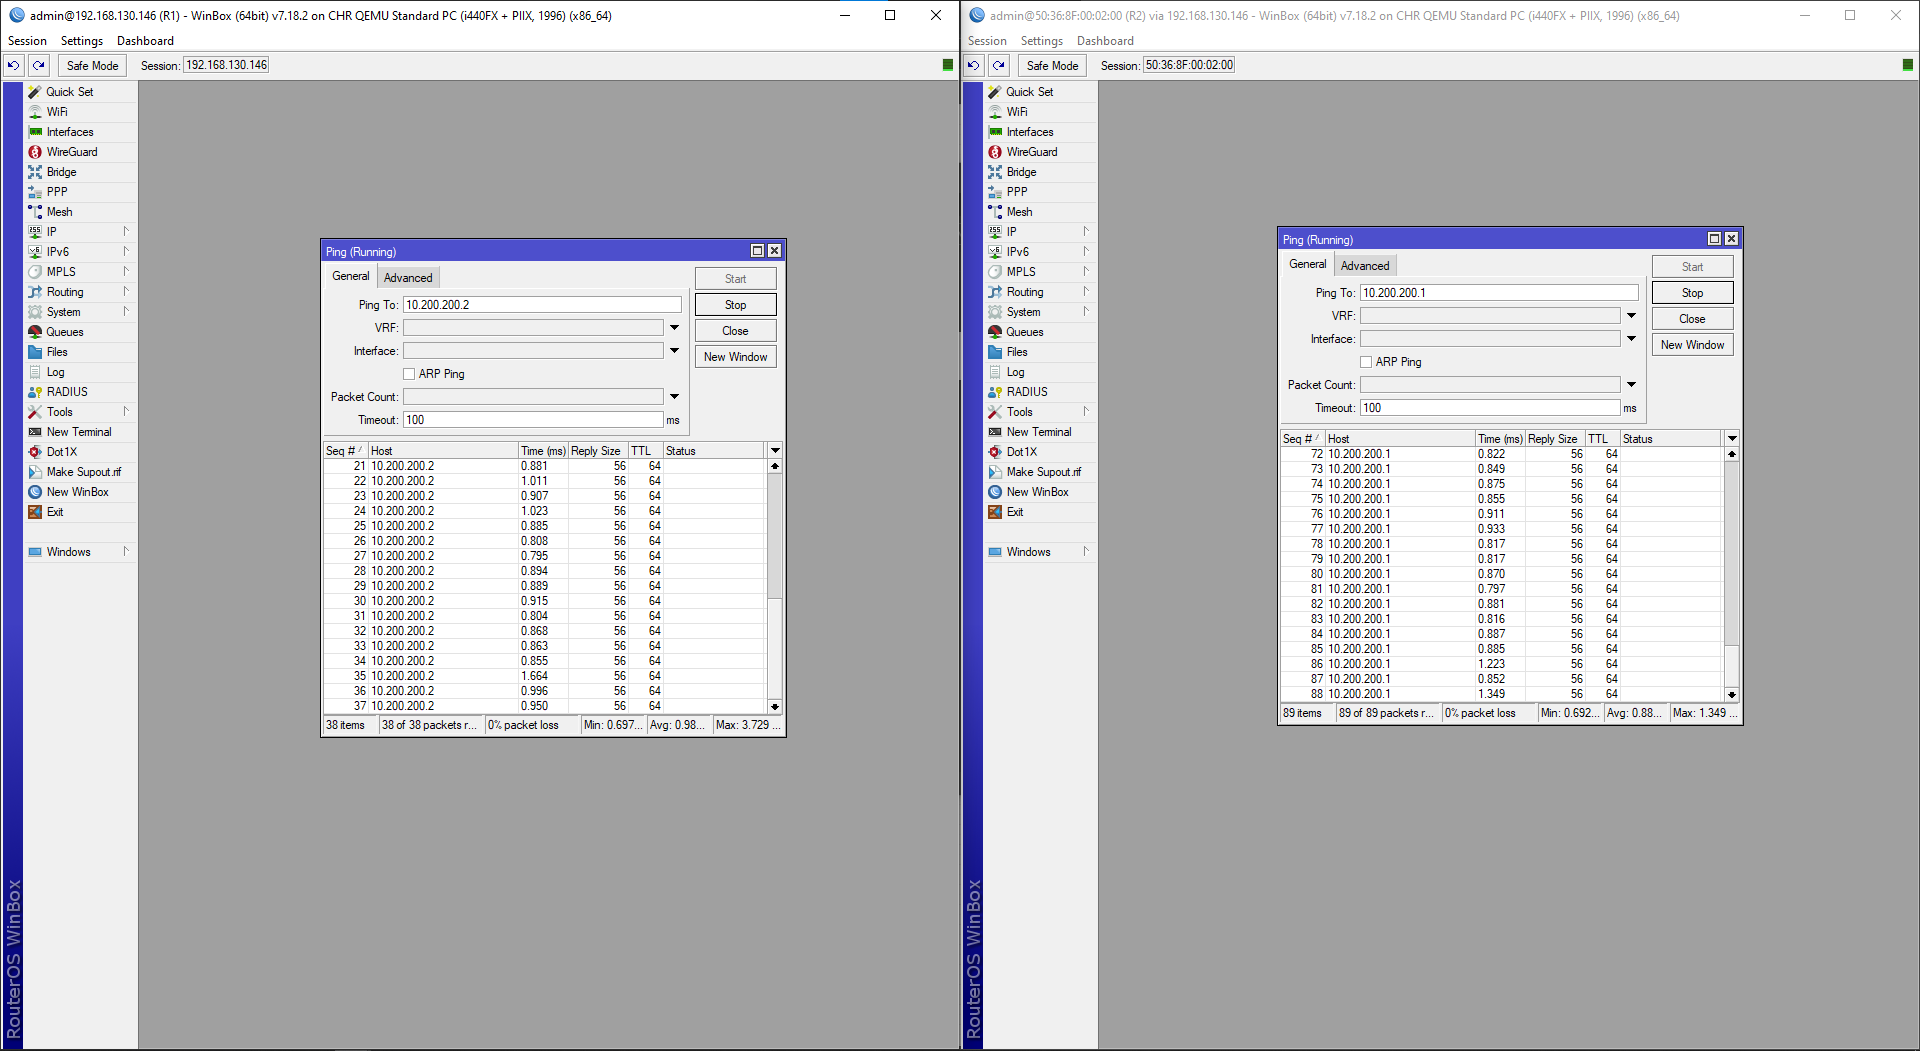 admin@192.168.130.146 (R1) - WinBox (64bit) v7.18.2 on CHR QEMU Standard PC (i440FX + PIIX, 1996) (x86_64)
Session Settings Dashboard
Safe Mode Session: 192.168.130.146
Quick Set
WiFi
Interfaces
WireGuard
Bridge
PPP
Mesh
IP
IPv6
MPLS
Routing
System
Queues
Files
Log
RADIUS
Tools
New Terminal
Dot1X
Make Supout.rif
New WinBox
Exit
Windows
RouterOS WinBox
Ping (Running)
General Advanced
Ping To: 10.200.200.2
VRF:
Interface:
ARP Ping
Packet Count:
Timeout: 100 ms
Start
Stop
Close
New Window
Seq # Host Time (ms) Reply Size TTL Status
21 10.200.200.2 0.881 56 64
22 10.200.200.2 1.011 56 64
23 10.200.200.2 0.907 56 64
24 10.200.200.2 1.023 56 64
25 10.200.200.2 0.885 56 64
26 10.200.200.2 0.808 56 64
27 10.200.200.2 0.795 56 64
28 10.200.200.2 0.894 56 64
29 10.200.200.2 0.889 56 64
30 10.200.200.2 0.915 56 64
31 10.200.200.2 0.804 56 64
32 10.200.200.2 0.868 56 64
33 10.200.200.2 0.863 56 64
34 10.200.200.2 0.855 56 64
35 10.200.200.2 1.664 56 64
36 10.200.200.2 0.996 56 64
37 10.200.200.2 0.950 56 64
38 items 38 of 38 packets r... 0% packet loss Min: 0.697... Avg: 0.98... Max: 3.729 ...
admin@50:36:8F:00:02:00 (R2) via 192.168.130.146 - WinBox (64bit) v7.18.2 on CHR QEMU Standard PC (i440FX + PIIX, 1996) (x86_64)
Session Settings Dashboard
Safe Mode Session: 50:36:8F:00:02:00
Quick Set
WiFi
Interfaces
WireGuard
Bridge
PPP
Mesh
IP
IPv6
MPLS
Routing
System
Queues
Files
Log
RADIUS
Tools
New Terminal
Dot1X
Make Supout.rif
New WinBox
Exit
Windows
RouterOS WinBox
Ping (Running)
General Advanced
Ping To: 10.200.200.1
VRF:
Interface:
ARP Ping
Packet Count:
Timeout: 100 ms
Start
Stop
Close
New Window
Seq # Host Time (ms) Reply Size TTL Status
72 10.200.200.1 0.822 56 64
73 10.200.200.1 0.849 56 64
74 10.200.200.1 0.875 56 64
75 10.200.200.1 0.855 56 64
76 10.200.200.1 0.911 56 64
77 10.200.200.1 0.933 56 64
78 10.200.200.1 0.817 56 64
79 10.200.200.1 0.817 56 64
80 10.200.200.1 0.870 56 64
81 10.200.200.1 0.797 56 64
82 10.200.200.1 0.881 56 64
83 10.200.200.1 0.816 56 64
84 10.200.200.1 0.887 56 64
85 10.200.200.1 0.885 56 64
86 10.200.200.1 1.223 56 64
87 10.200.200.1 0.852 56 64
88 10.200.200.1 1.349 56 64
89 items 89 of 89 packets r... 0% packet loss Min: 0.692... Avg: 0.88... Max: 1.349 ...